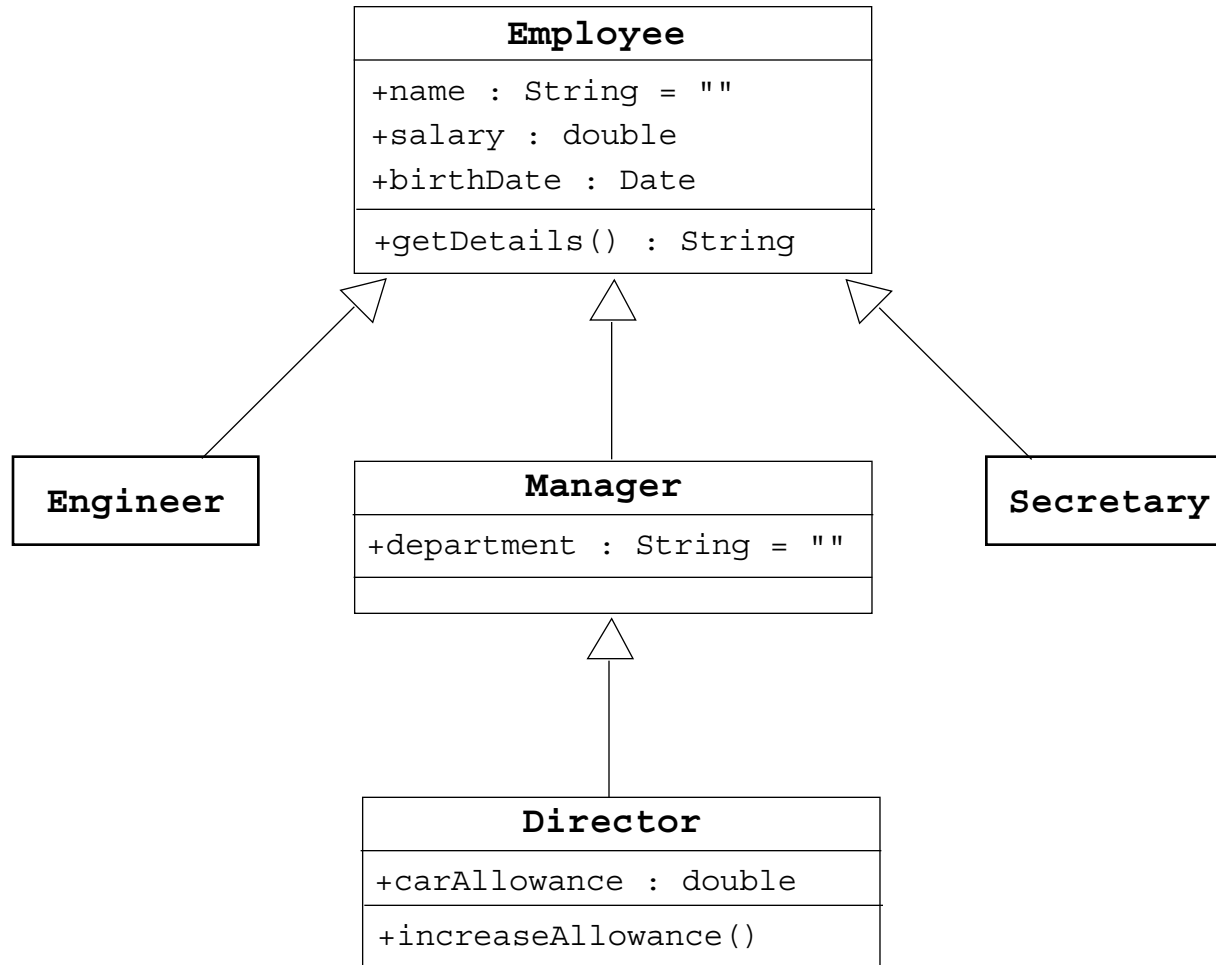 Employee
+name : String = ""
+salary : double
+birthDate : Date
+getDetails() : String
Engineer
Manager
+department : String = ""
Secretary
Director
+carAllowance : double
+increaseAllowance()